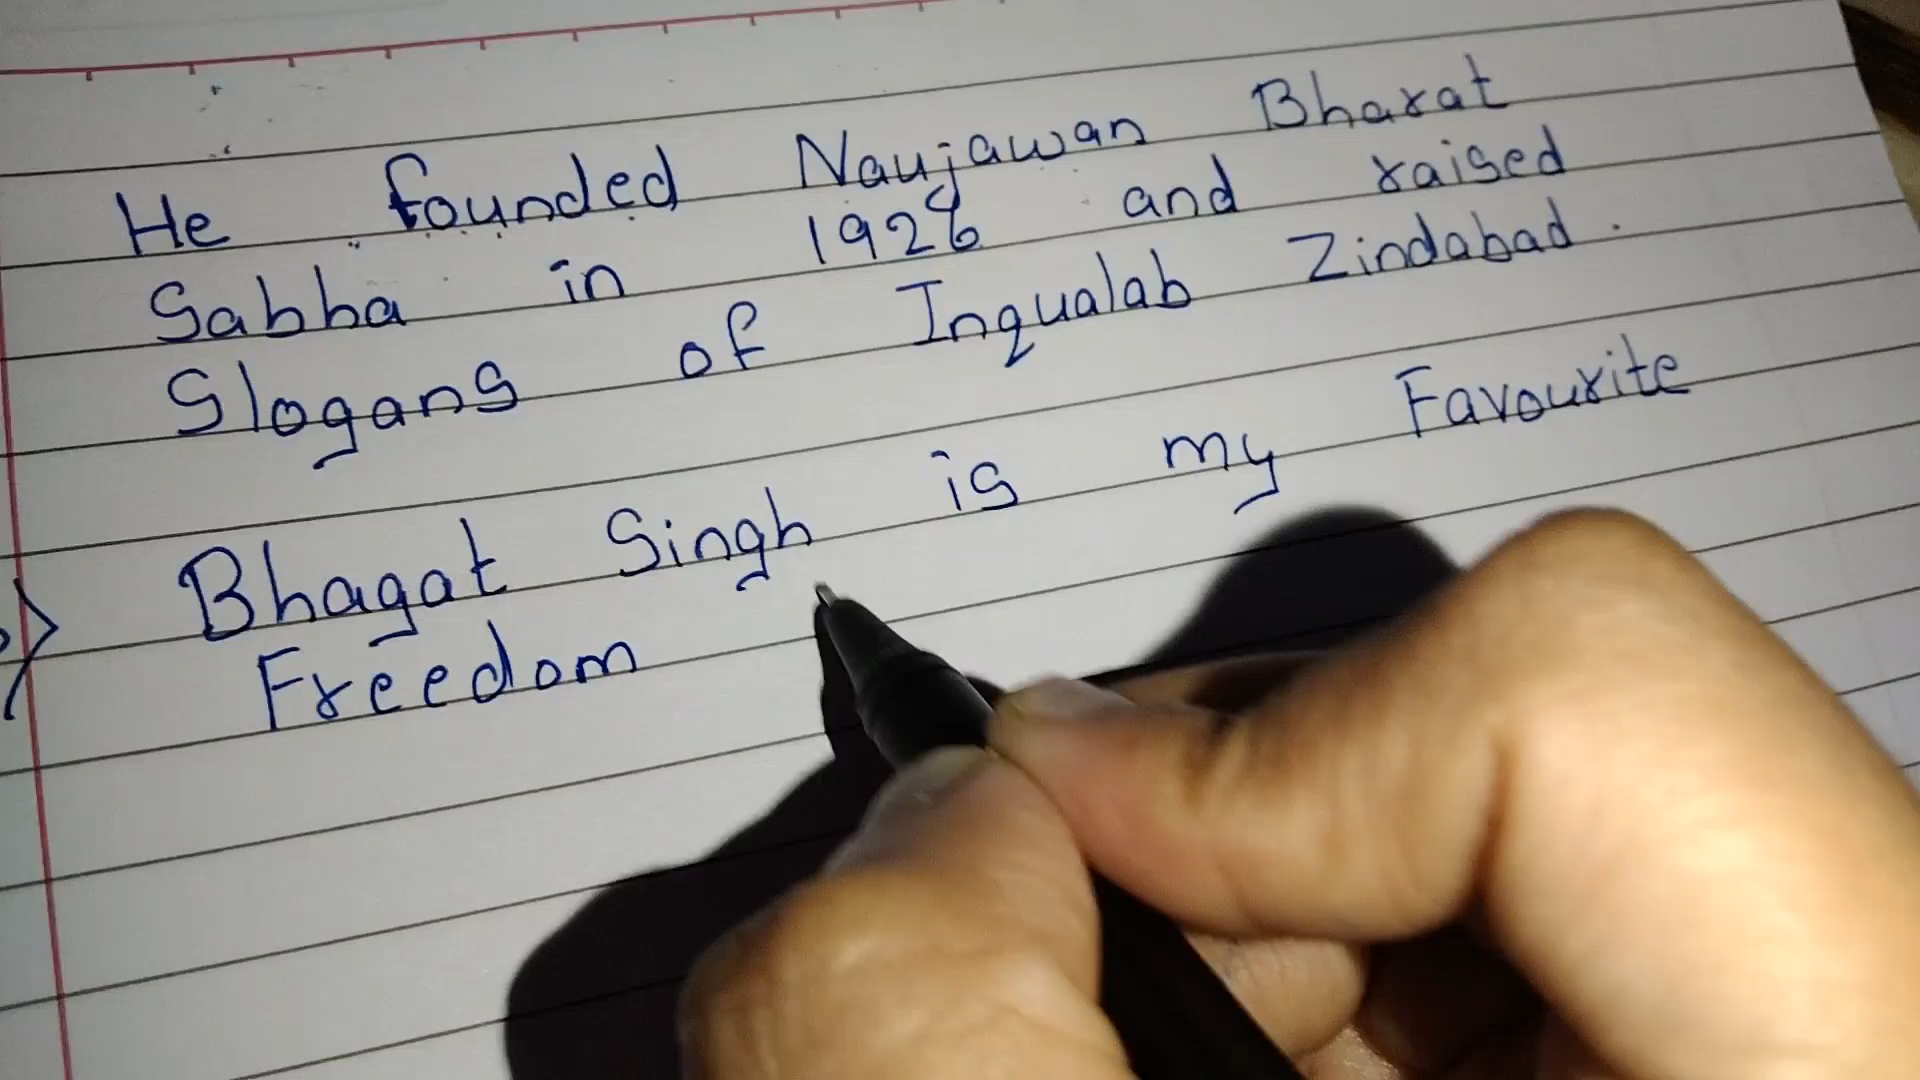 He founded Naujawan Bharat
Sabha in 1926 and raised
Slogans of Inqualab Zindabad.
Bhagat Singh is my Favourite
Freedom